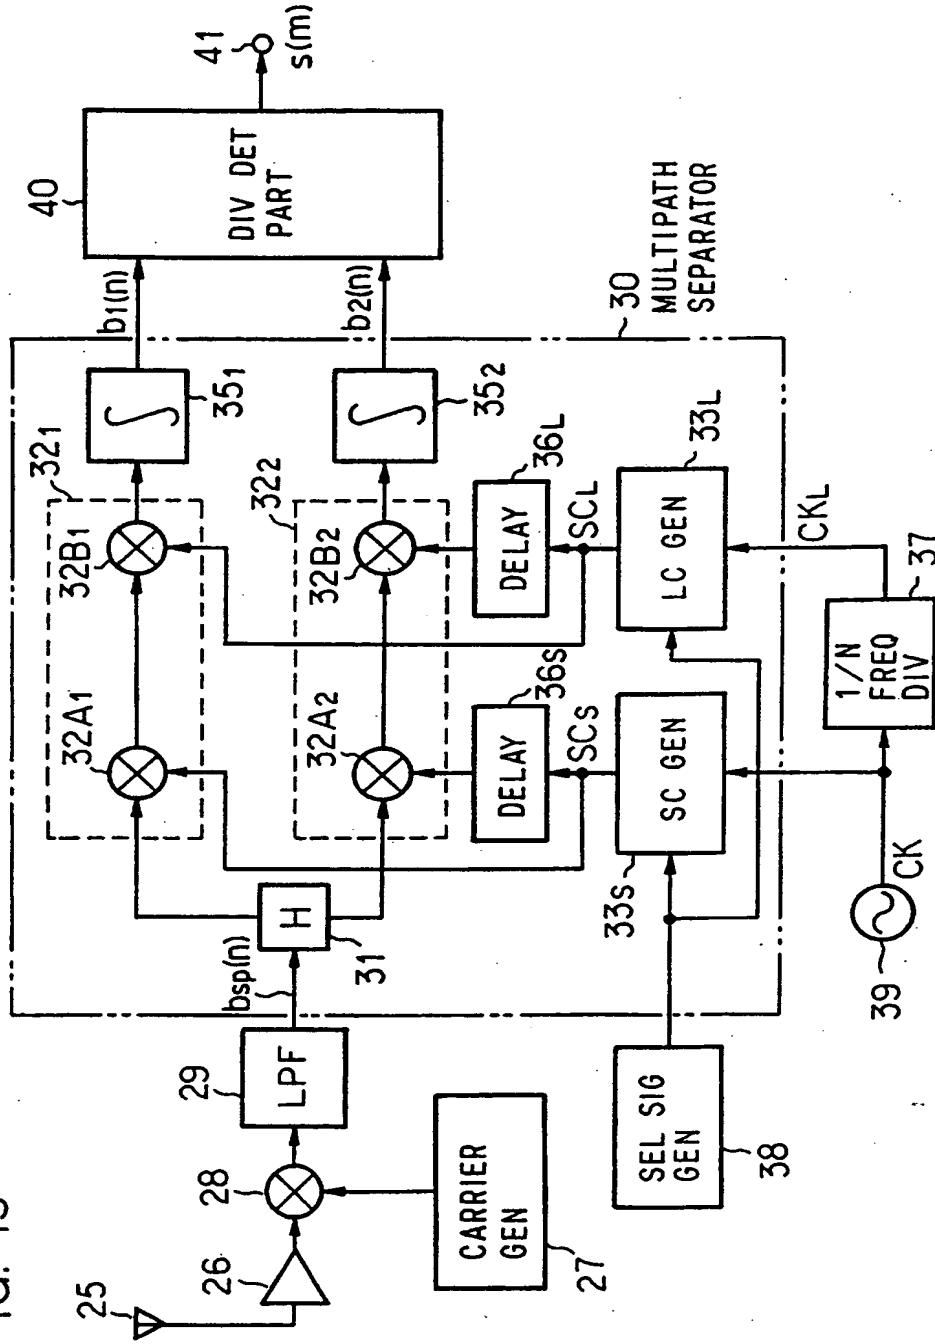 25
26
28
29
LPF
CARRIER
GEN
27
bsp(n)
H
31
321
32A1
32B1
351
∫
b1(n)
322
32A2
32B2
352
∫
b2(n)
40
DIV DET
PART
41
s(m)
DELAY
36S
SCS
DELAY
36L
SCL
SC GEN
33S
LC GEN
33L
30
MULTIPATH
SEPARATOR
SEL SIG
GEN
38
CK
39
1/N
FREQ
DIV
37
CKL